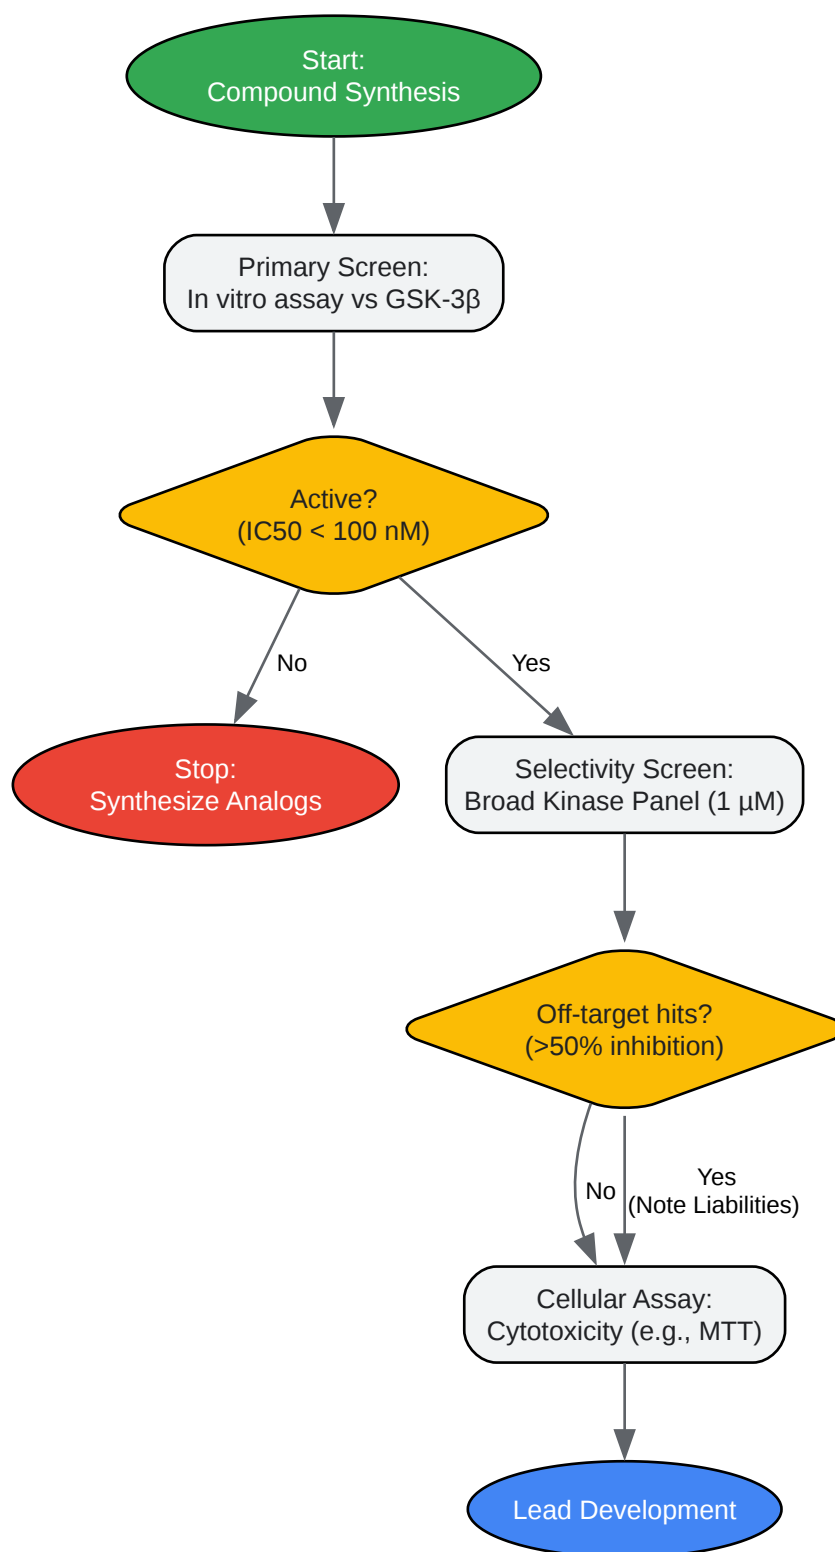 Start:
Compound Synthesis
Primary Screen:
In vitro assay vs GSK-3β
Active?
(IC50 < 100 nM)
No
Yes
Stop:
Synthesize Analogs
Selectivity Screen:
Broad Kinase Panel (1 µM)
Off-target hits?
(>50% inhibition)
No
Yes
(Note Liabilities)
Cellular Assay:
Cytotoxicity (e.g., MTT)
Lead Development